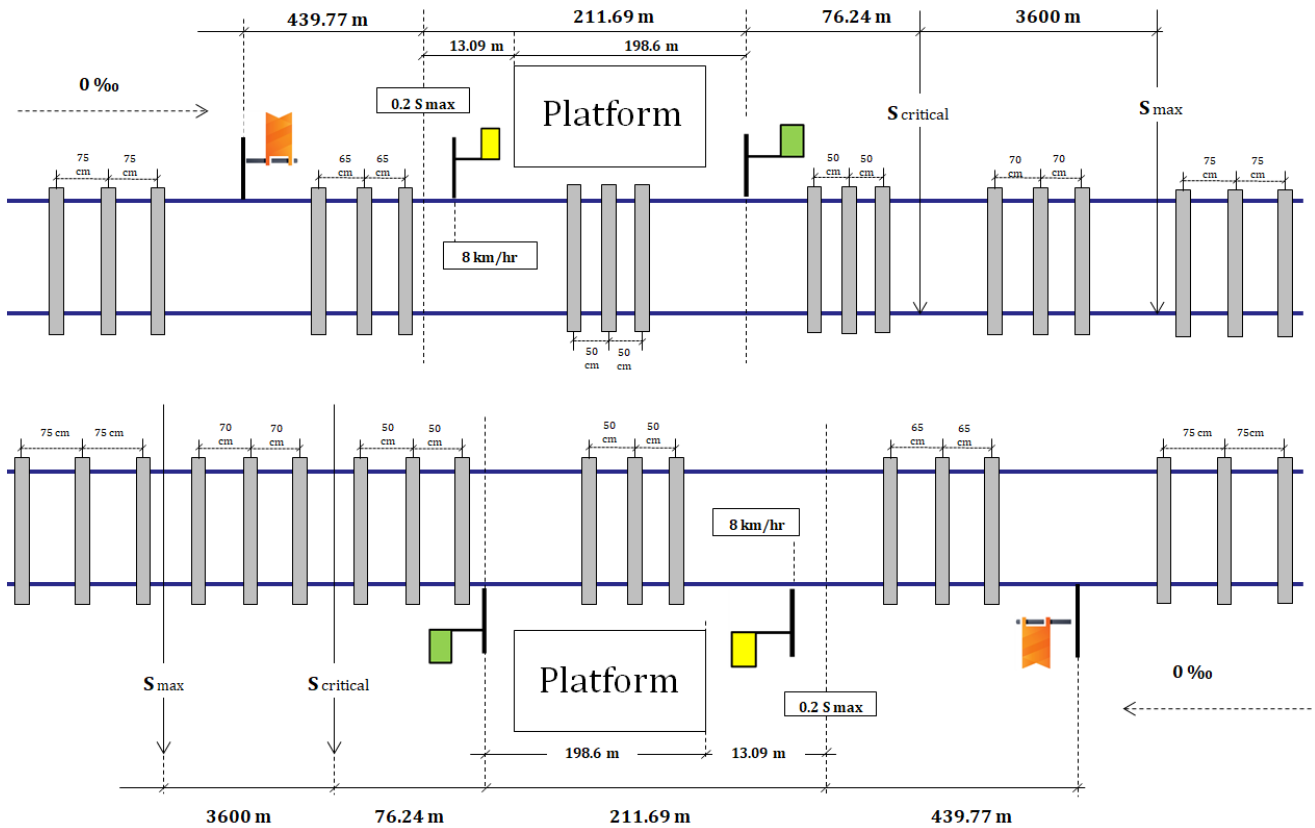 439.77 m
211.69 m
76.24 m
3600 m
13.09 m
198.6 m
0 ‰
0.2 S max
Platform
S critical
S max
75
cm
75
cm
65
cm
65
cm
50
cm
50
cm
70
cm
70
cm
75
cm
75
cm
8 km/hr
50
cm
50
cm
75 cm
75 cm
70
cm
70
cm
50
cm
50
cm
50
cm
50
cm
65
cm
65
cm
75 cm
75cm
8 km/hr
S max
S critical
Platform
0.2 S max
0 ‰
198.6 m
13.09 m
3600 m
76.24 m
211.69 m
439.77 m